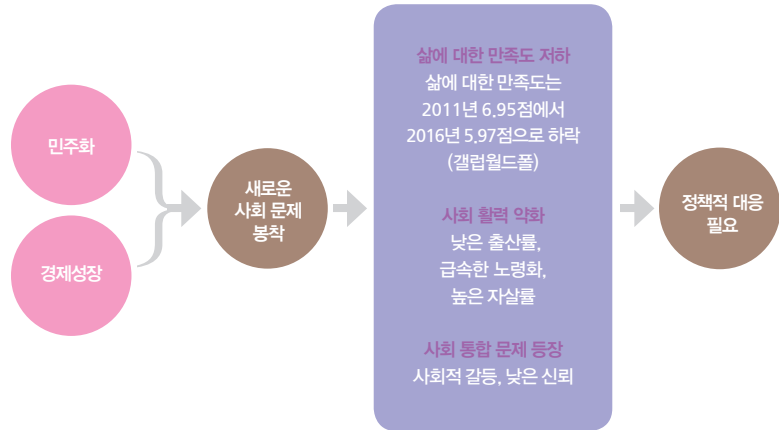 민주화
경제성장
새로운
사회 문제
봉착
삶에 대한 만족도 저하
삶에 대한 만족도는
2011년 6.95점에서
2016년 5.97점으로 하락
(갤럽월드폴)
사회 활력 약화
낮은 출산률,
급속한 노령화,
높은 자살률
사회 통합 문제 등장
사회적 갈등, 낮은 신뢰
정책적 대응
필요